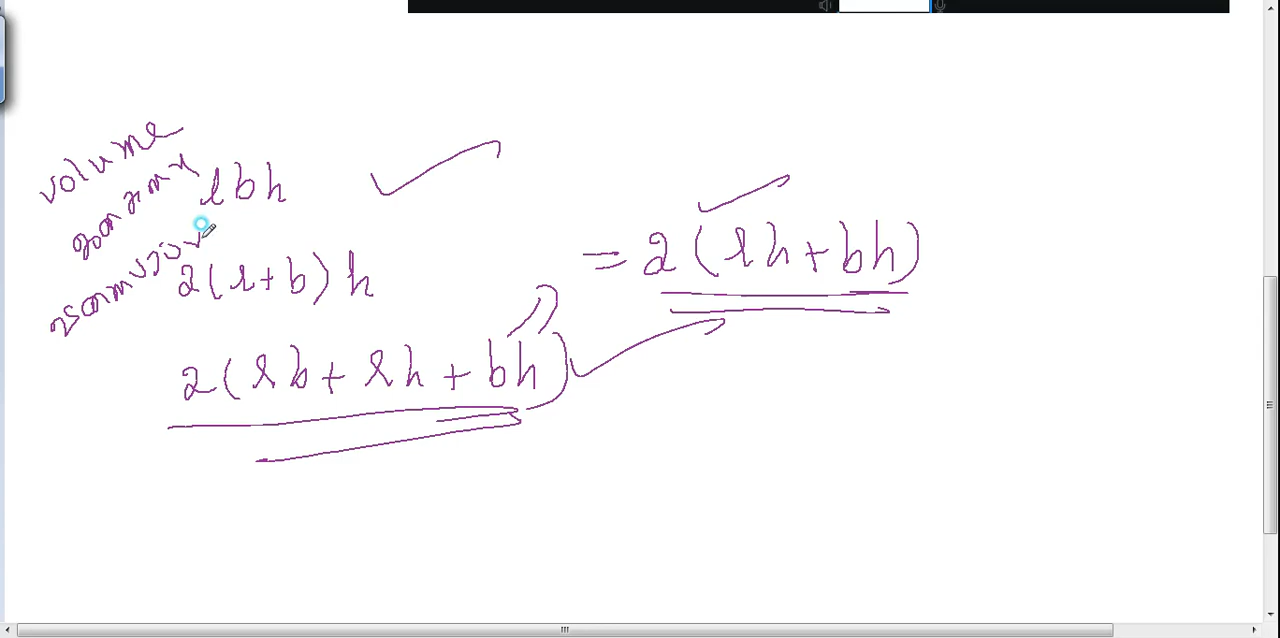 volume
lbh
2(l+b)h
= 2(lh+bh)
2(lb+lh+bh)